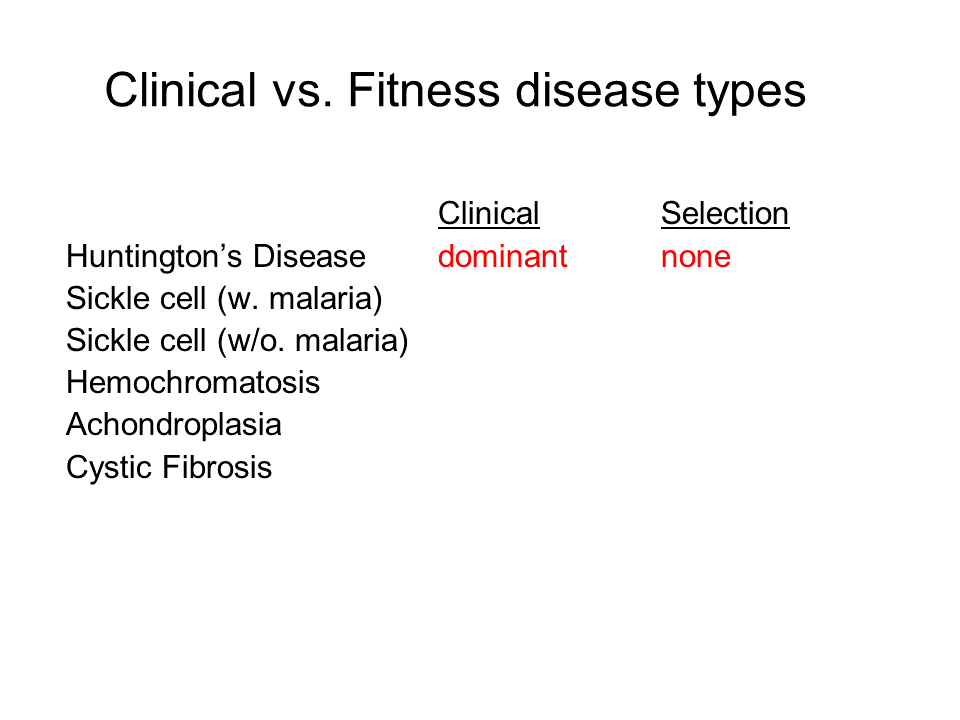 Clinical vs. Fitness disease types
Clinical Selection
Huntington’s Disease dominant none
Sickle cell (w. malaria)
Sickle cell (w/o. malaria)
Hemochromatosis
Achondroplasia
Cystic Fibrosis